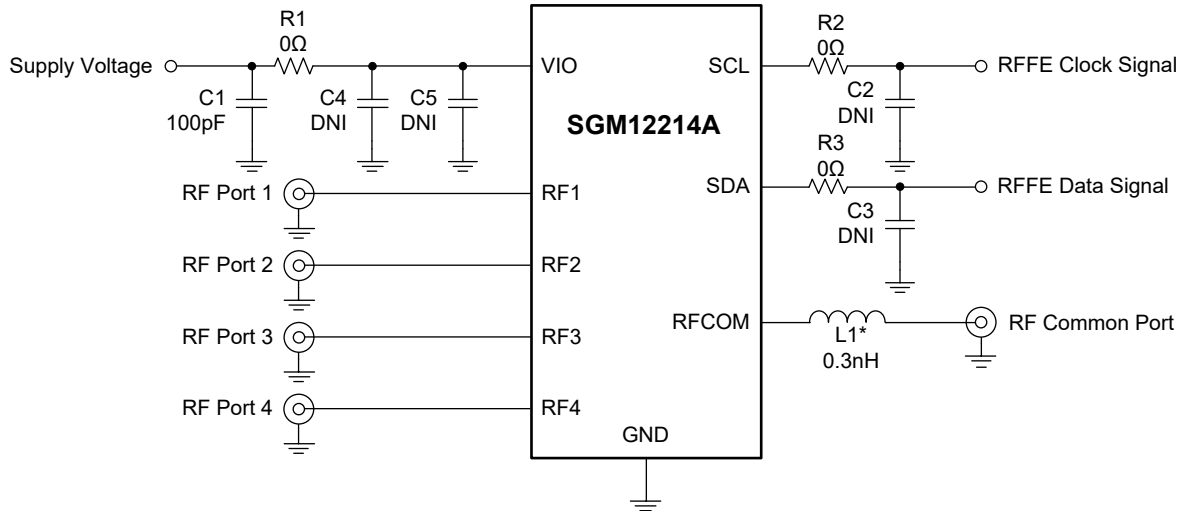 R1
0Ω
Supply Voltage
C1
100pF
C4
DNI
C5
DNI
RF Port 1
RF Port 2
RF Port 3
RF Port 4
VIO
SCL
SGM12214A
RF1
SDA
RF2
RFCOM
RF3
RF4
GND
R2
0Ω
RFFE Clock Signal
C2
DNI
R3
0Ω
RFFE Data Signal
C3
DNI
L1*
0.3nH
RF Common Port